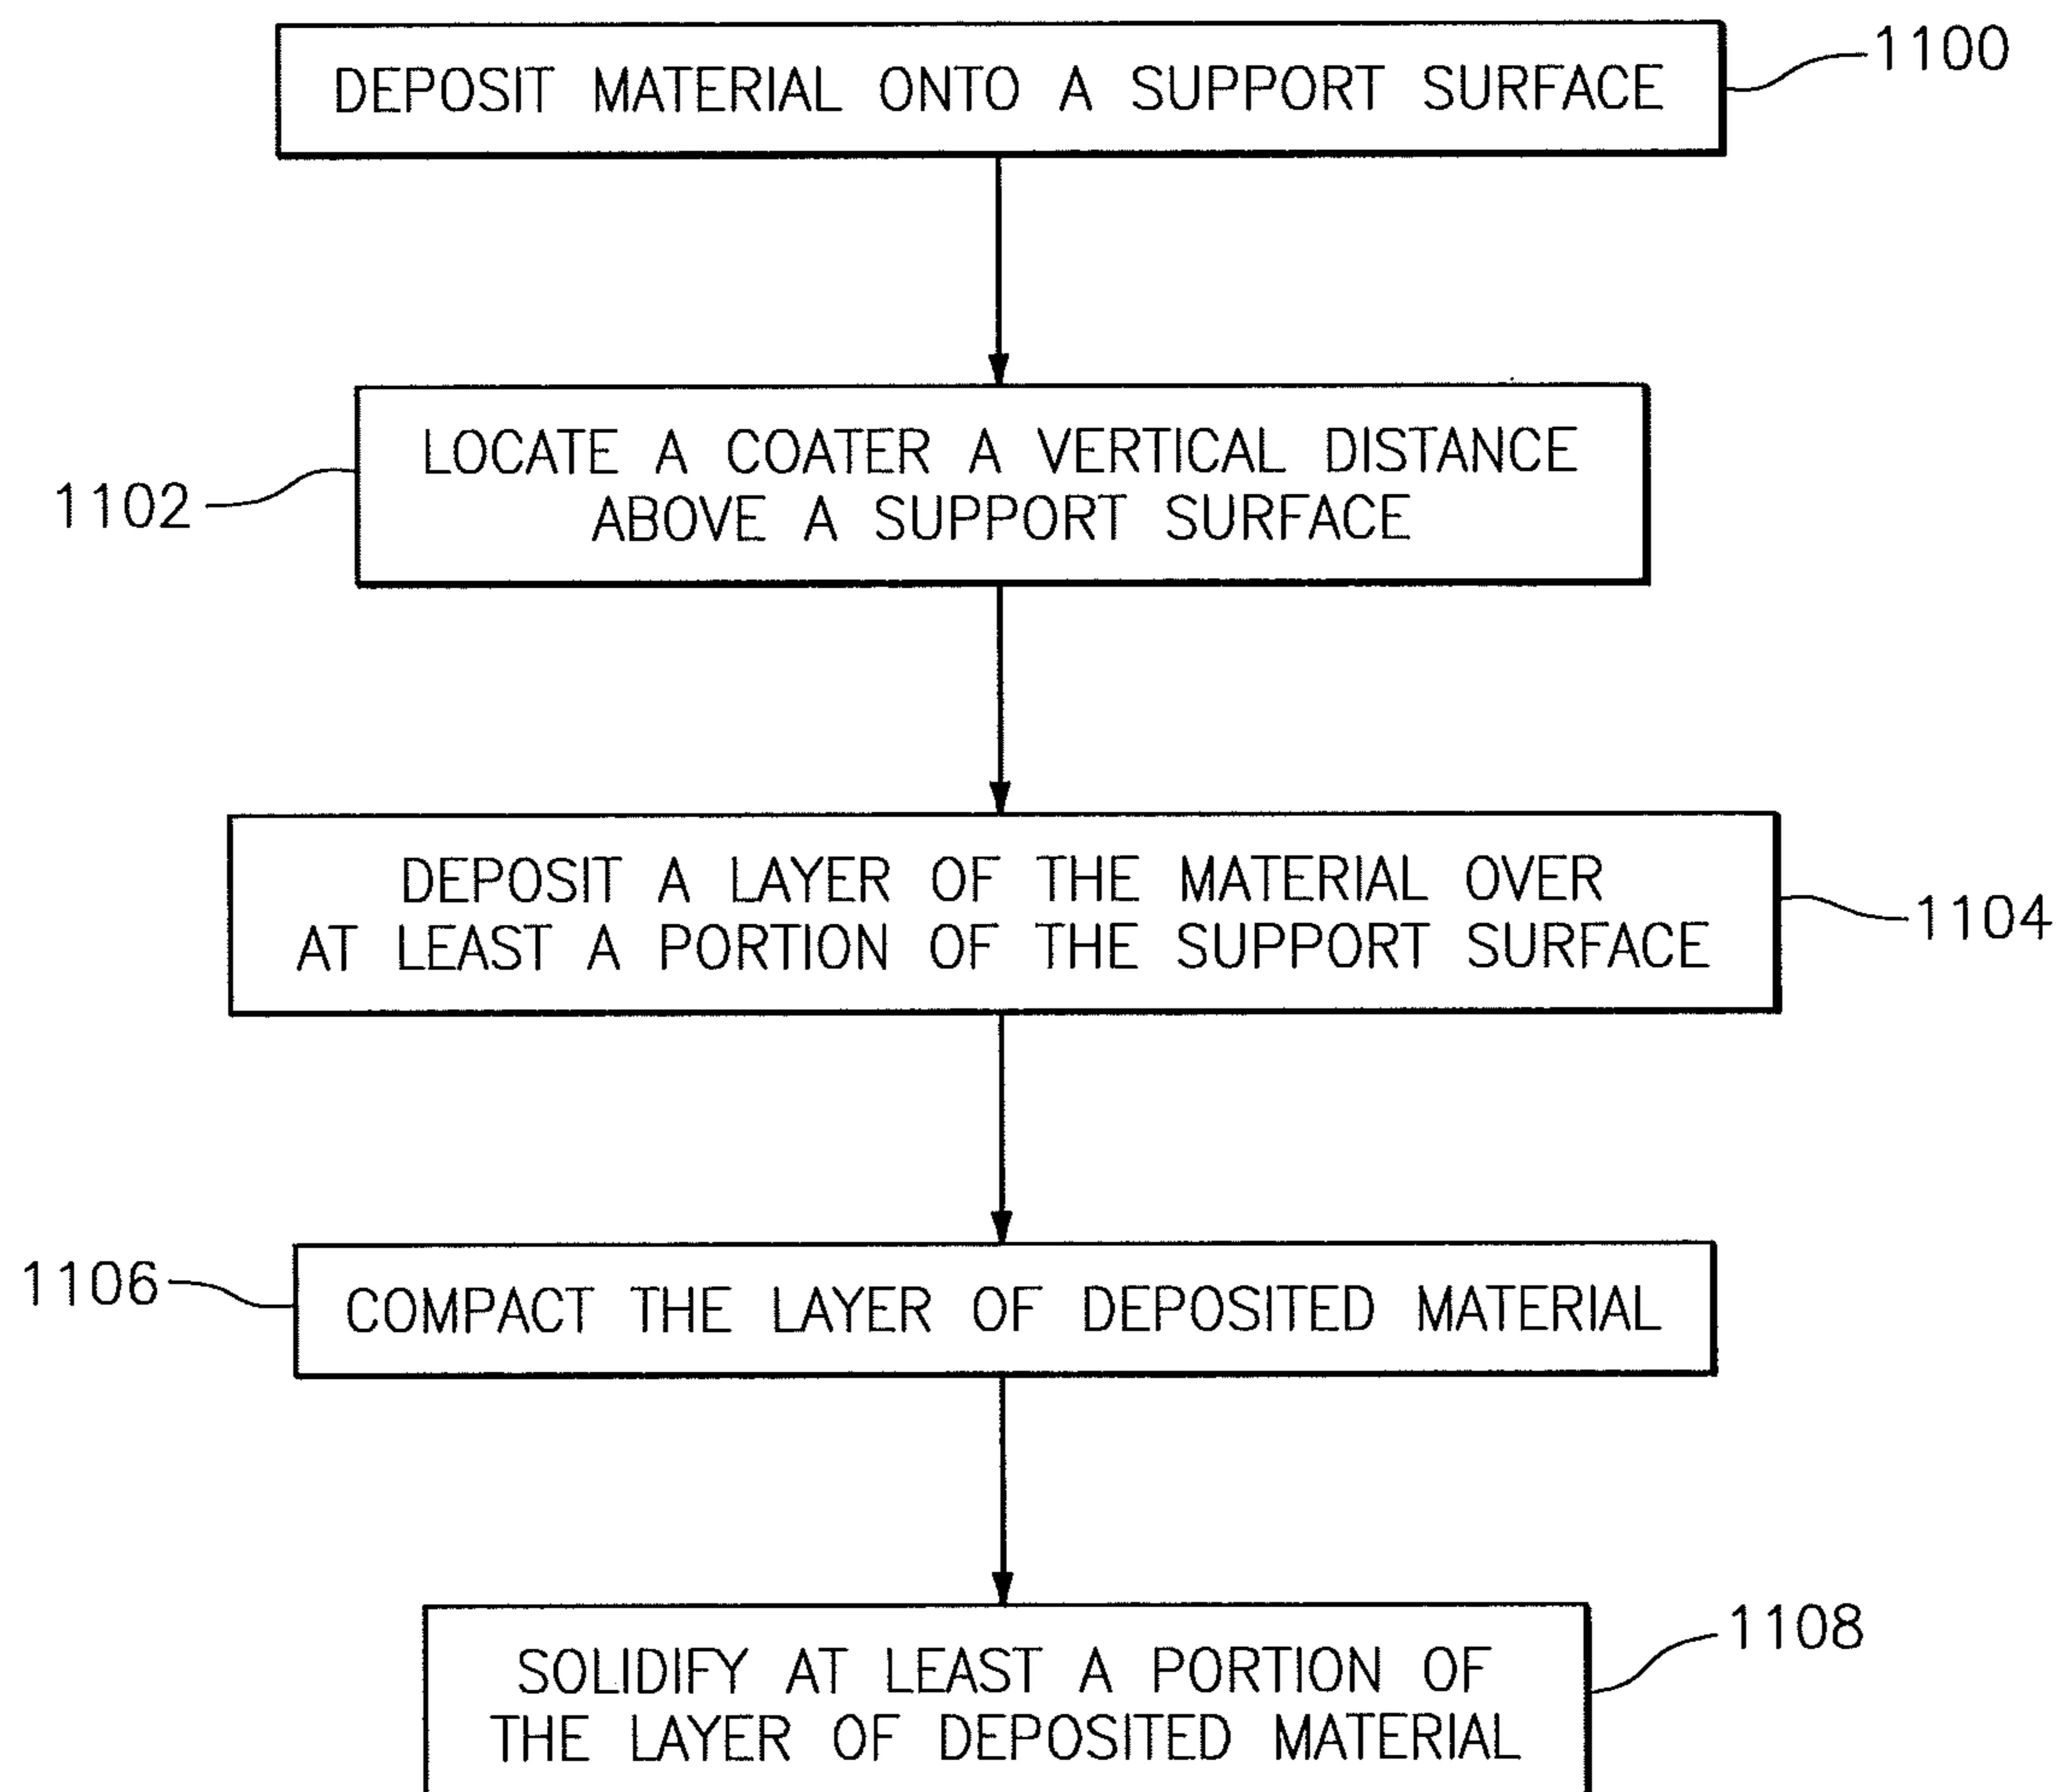 DEPOSIT MATERIAL ONTO A SUPPORT SURFACE
1100
LOCATE A COATER A VERTICAL DISTANCE
ABOVE A SUPPORT SURFACE
1102
DEPOSIT A LAYER OF THE MATERIAL OVER
AT LEAST A PORTION OF THE SUPPORT SURFACE
1104
1106
COMPACT THE LAYER OF DEPOSITED MATERIAL
1108
SOLIDIFY AT LEAST A PORTION OF
THE LAYER OF DEPOSITED MATERIAL